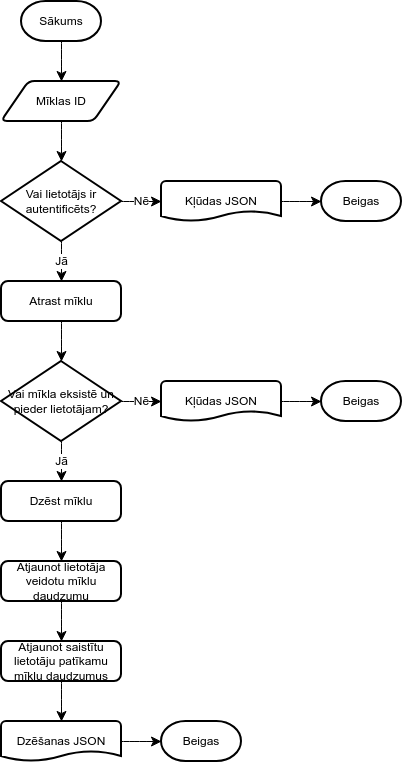 Sākums
Mīklas ID
Vai lietotājs ir
autentificēts?
Nē
Kļūdas JSON
Beigas
Jā
Atrast mīklu
Vai mīkla eksistē un
pieder lietotājam?
Nē
Kļūdas JSON
Beigas
Jā
Dzēst mīklu
Atjaunot lietotāja
veidotu mīklu
daudzumu
Atjaunot saistītu
lietotāju patīkamu
mīklu daudzumus
Dzēšanas JSON
Beigas